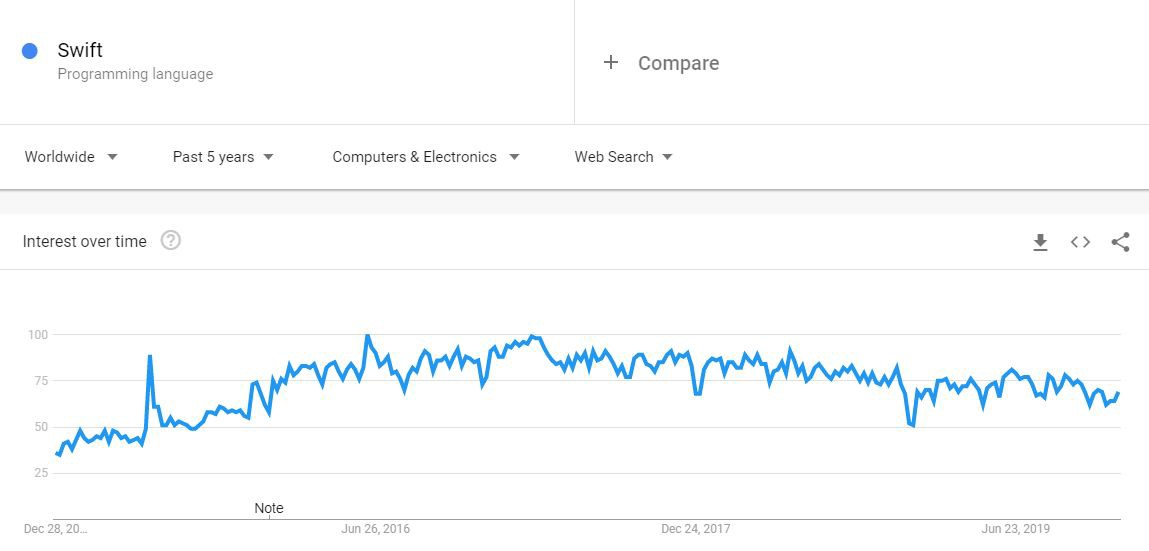 Swift
Programming language
+ Compare
Worldwide
Past 5 years
Computers & Electronics
Web Search
Interest over time ?
100
75
50
25
Note
Dec 28, 20...
Jun 26, 2016
Dec 24, 2017
Jun 23, 2019